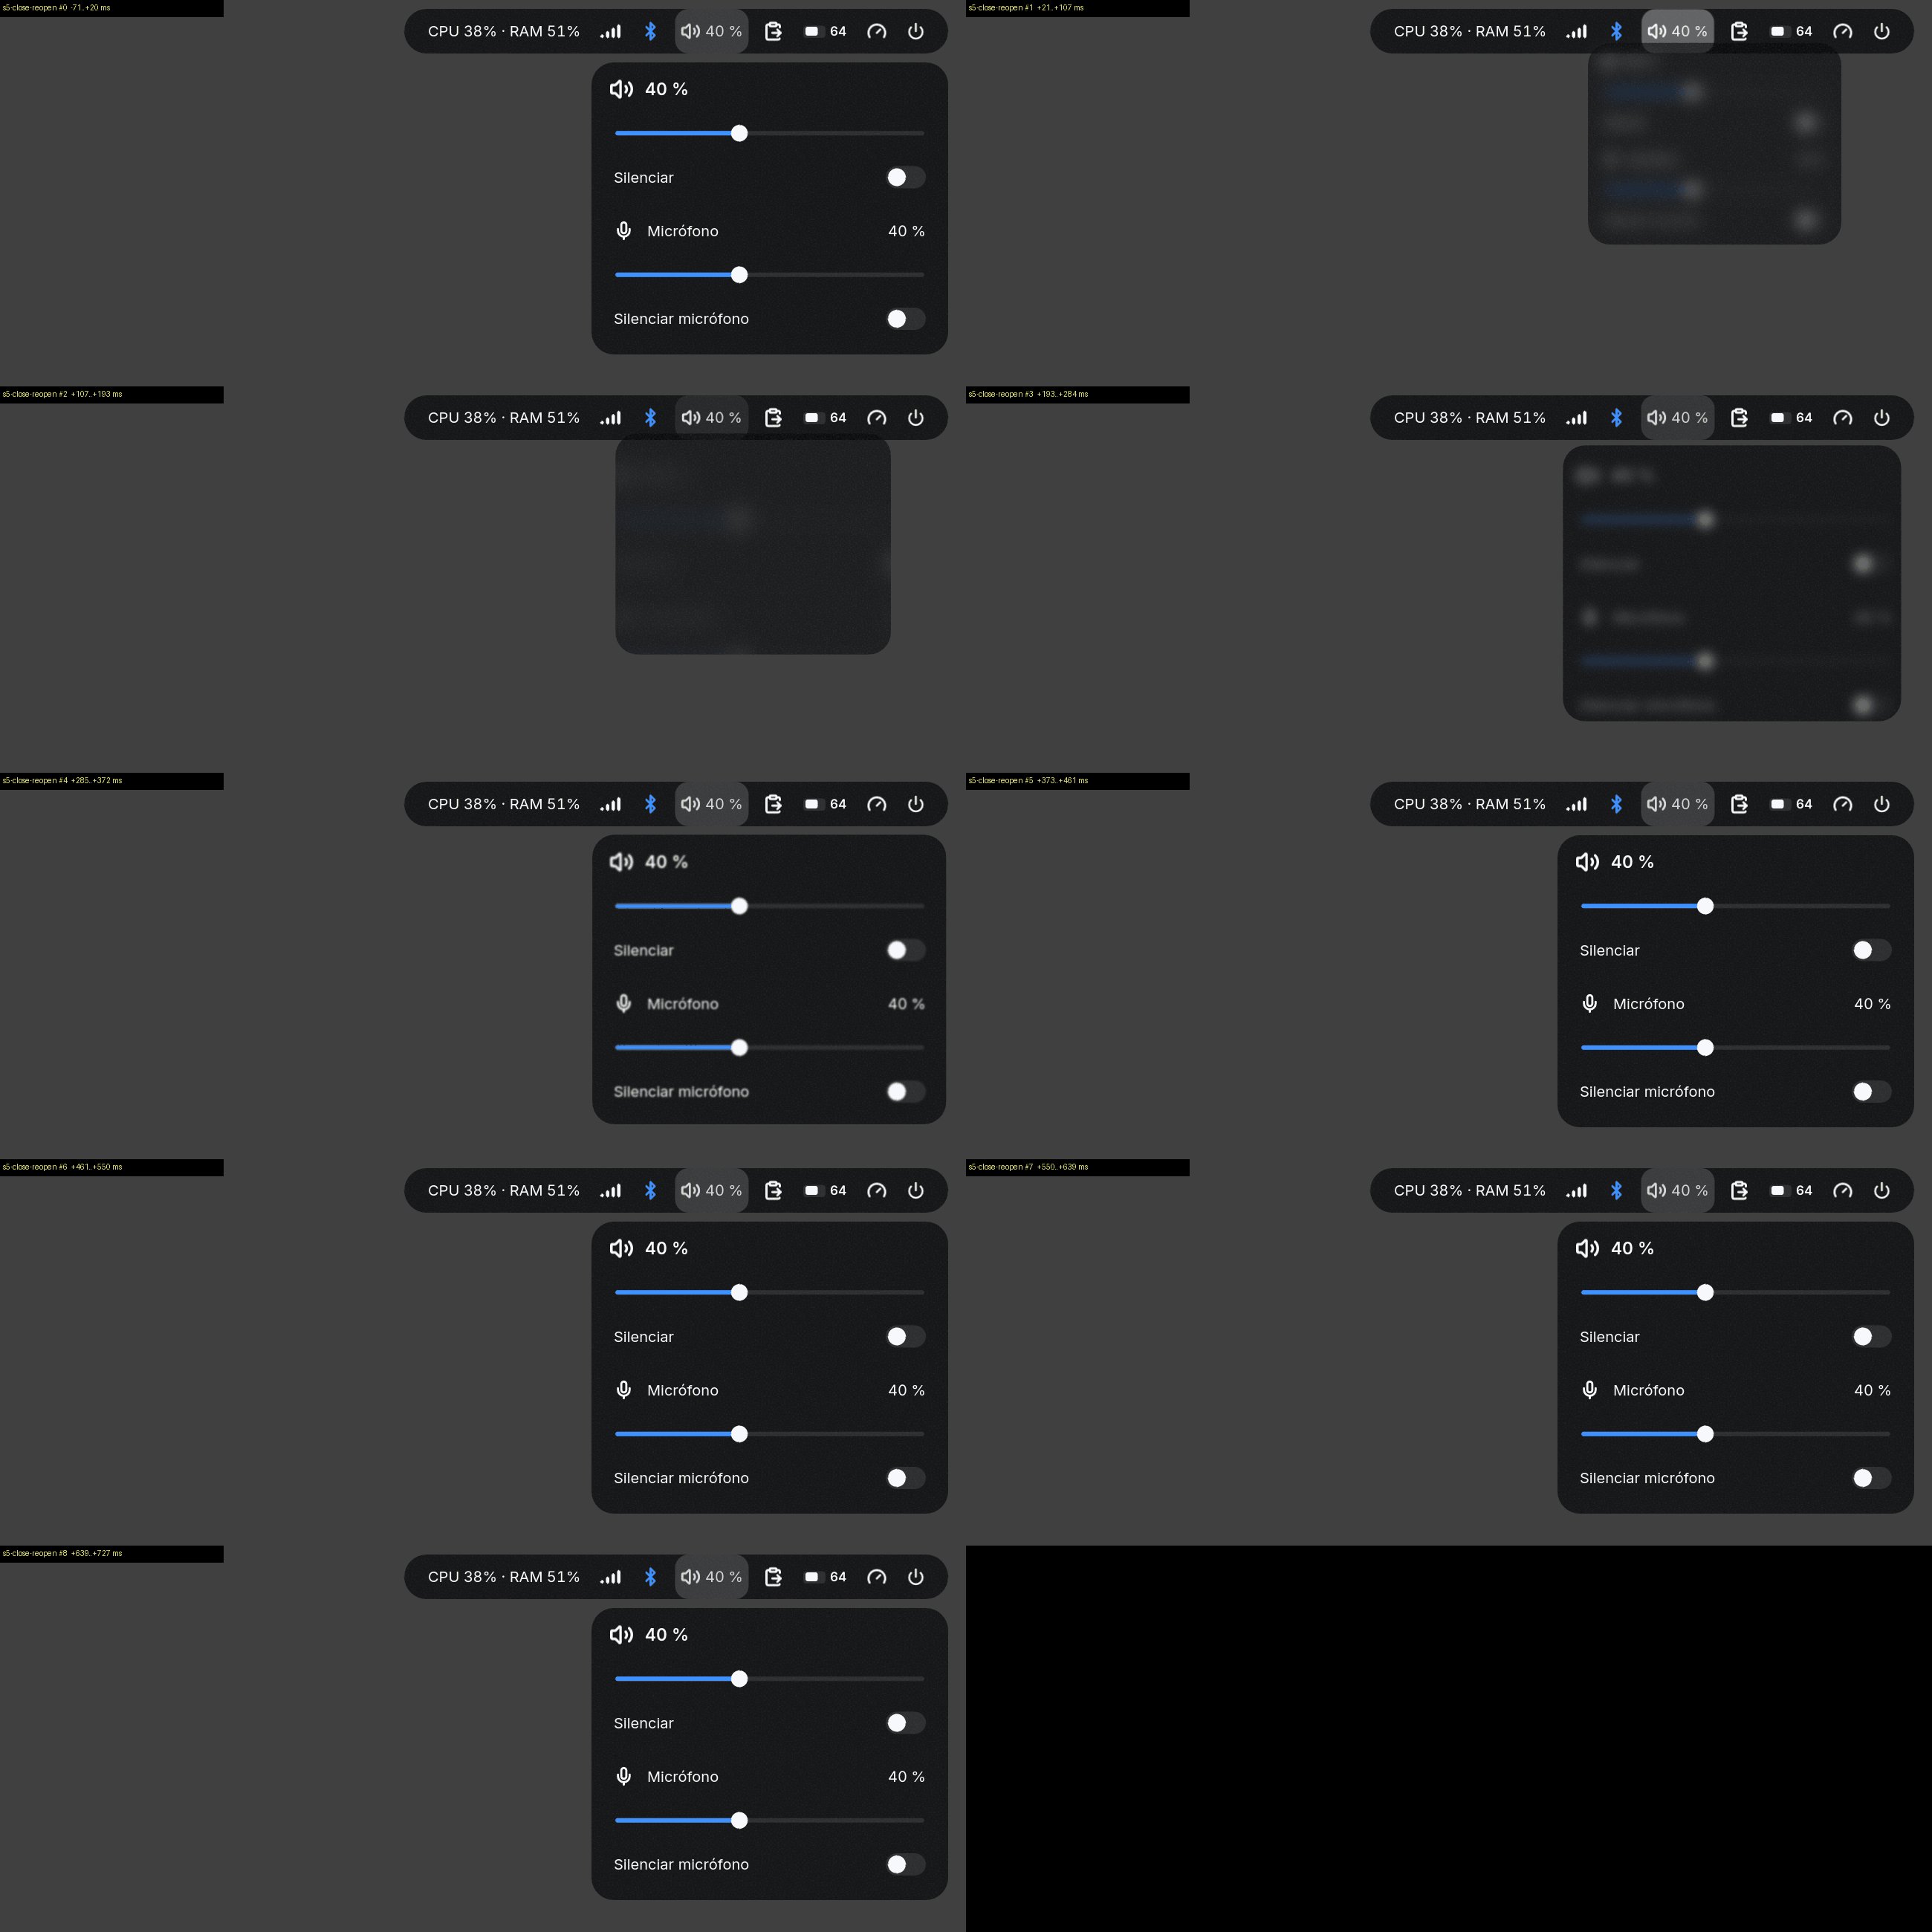 s5-close-reopen #0 -71..+20 ms
CPU 38% · RAM 51% 40 % 64
40 %
Silenciar
Micrófono 40 %
Silenciar micrófono
s5-close-reopen #1 +21..+107 ms
CPU 38% · RAM 51% 40 % 64
s5-close-reopen #2 +107..+193 ms
CPU 38% · RAM 51% 40 % 64
s5-close-reopen #3 +193..+284 ms
CPU 38% · RAM 51% 40 % 64
s5-close-reopen #4 +285..+372 ms
CPU 38% · RAM 51% 40 % 64
40 %
Silenciar
Micrófono 40 %
Silenciar micrófono
s5-close-reopen #5 +373..+461 ms
CPU 38% · RAM 51% 40 % 64
40 %
Silenciar
Micrófono 40 %
Silenciar micrófono
s5-close-reopen #6 +461..+550 ms
CPU 38% · RAM 51% 40 % 64
40 %
Silenciar
Micrófono 40 %
Silenciar micrófono
s5-close-reopen #7 +550..+639 ms
CPU 38% · RAM 51% 40 % 64
40 %
Silenciar
Micrófono 40 %
Silenciar micrófono
s5-close-reopen #8 +639..+727 ms
CPU 38% · RAM 51% 40 % 64
40 %
Silenciar
Micrófono 40 %
Silenciar micrófono